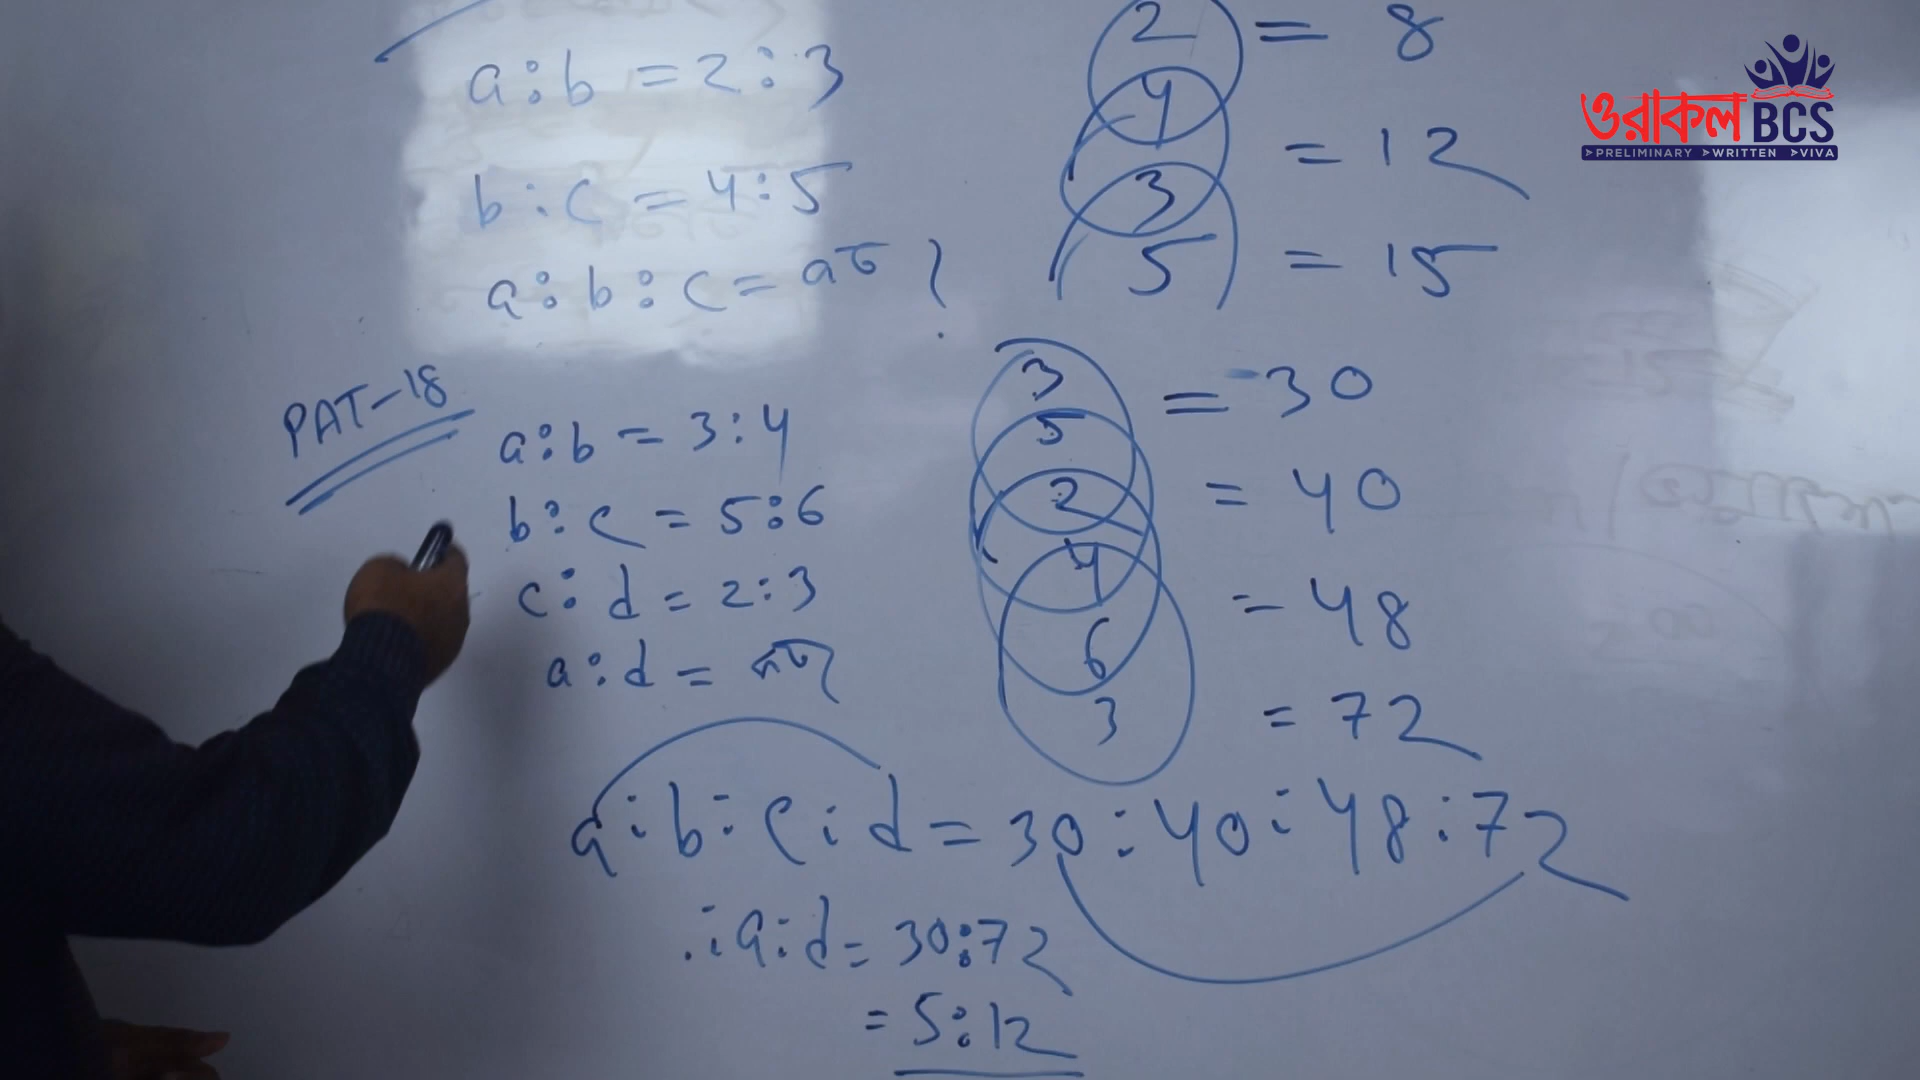 a:b = 2:3
b:c = 4:5
a:b:c = কত ?
2 = 8
4
= 12
3
5 = 15
ওরাকল BCS
➤PRELIMINARY ➤WRITTEN ➤VIVA
PAT-18
a:b = 3:4
b:c = 5:6
c:d = 2:3
a:d = কত
3 = 30
5
2 = 40
4
= 48
6
3 = 72
a:b:c:d = 30:40:48:72
∴ a:d = 30:72
= 5:12